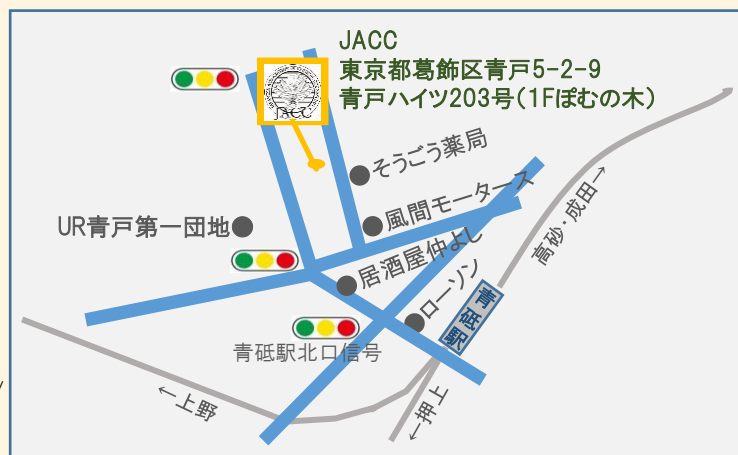 JACC
東京都葛飾区青戸5-2-9
青戸ハイツ203号(1Fぽむの木)
JACC
そうごう薬局
風間モータース
UR青戸第一団地
居酒屋仲よし
ローソン
高砂・成田→
青砥駅
青砥駅北口信号
←上野
←押上